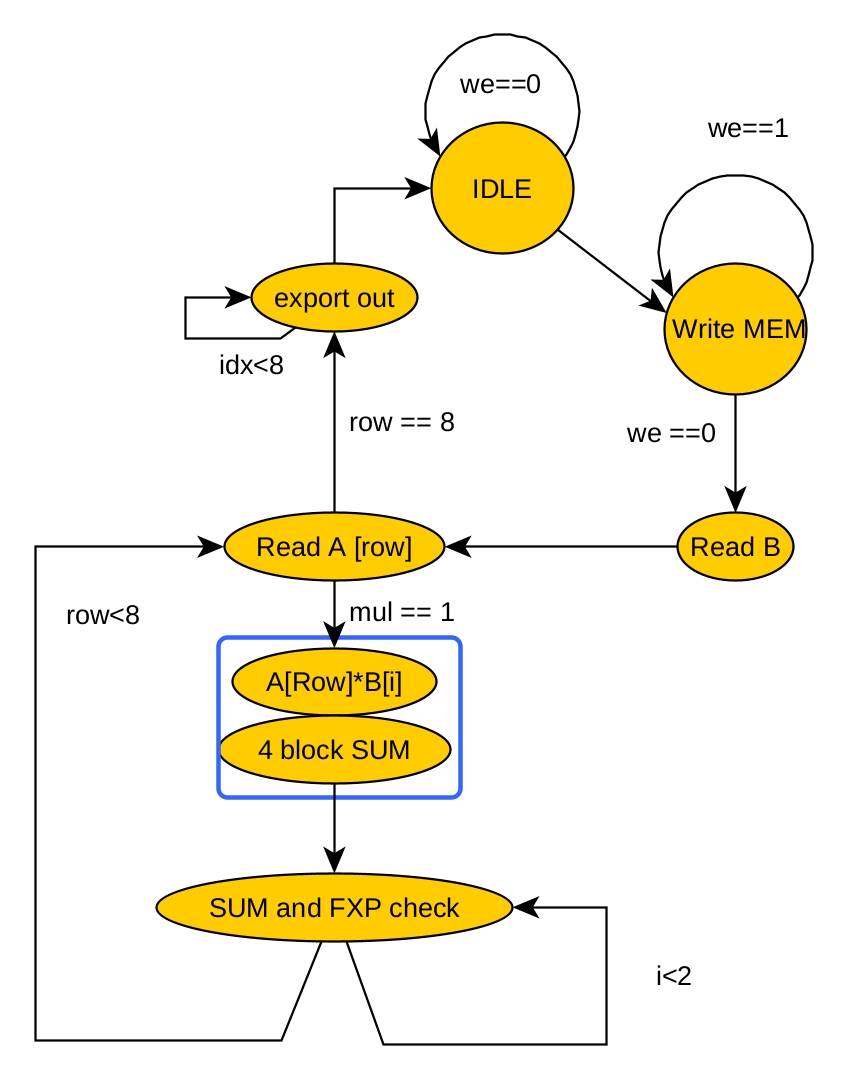 we==0
we==1
IDLE
export out
Write MEM
idx<8
row == 8
we ==0
Read A [row]
Read B
row<8
mul == 1
A[Row]*B[i]
4 block SUM
SUM and FXP check
i<2